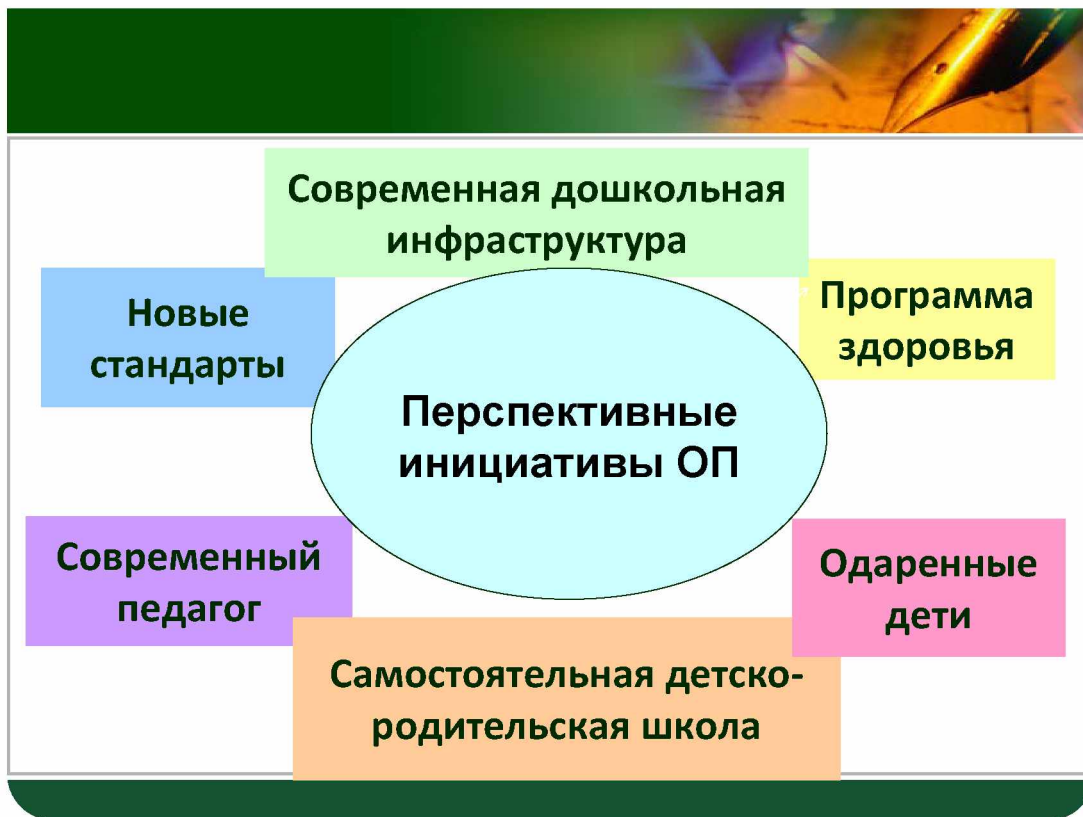 Современная дошкольная
инфраструктура
Новые
стандарты
Программа
здоровья
Перспективные
инициативы ОП
Современный
педагог
Одаренные
дети
Самостоятельная детско-
родительская школа